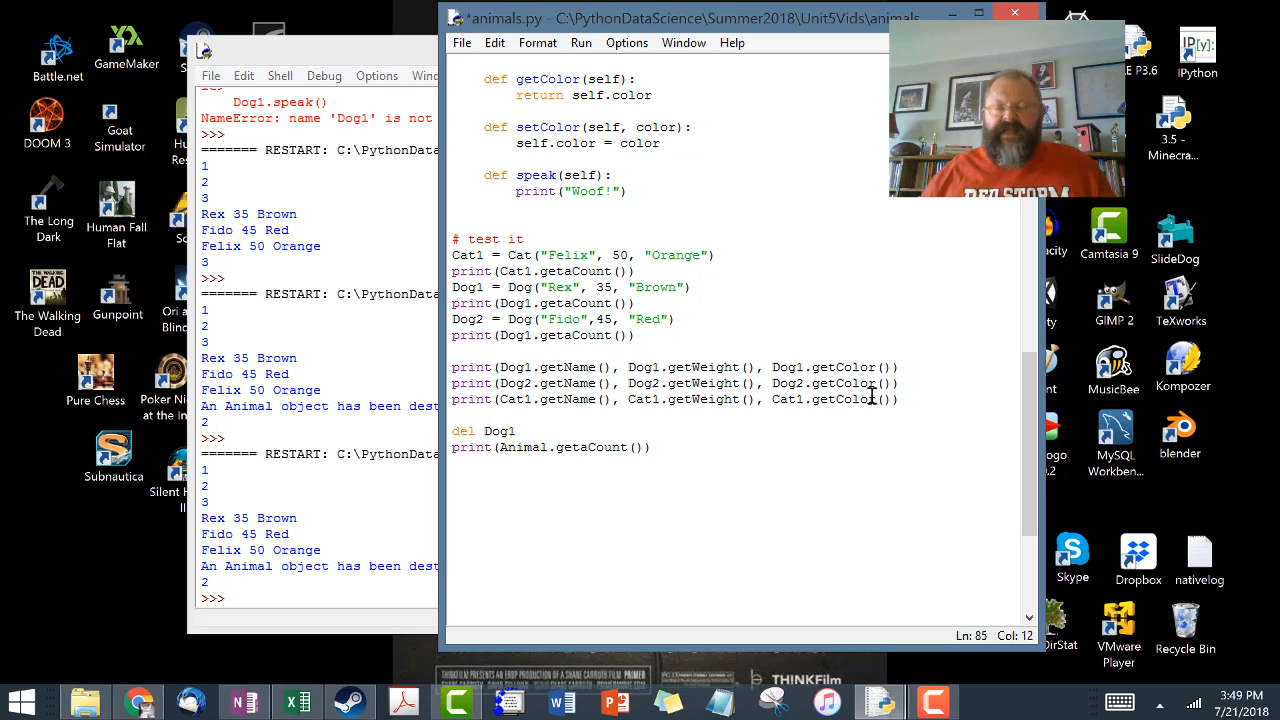 Battle.net
GameMaker
DOOM 3
Goat
Simulator
The Long
Dark
Human Fall
Flat
The Walking
Dead
Gunpoint
Pure Chess
Subnautica
File Edit Shell Debug Options
Dog1.speak()
NameError: name 'Dog1' is not
>>>
======= RESTART: C:\PythonData
1
2
3
Rex 35 Brown
Fido 45 Red
Felix 50 Orange
3
>>>
======= RESTART: C:\PythonData
1
2
3
Rex 35 Brown
Fido 45 Red
Felix 50 Orange
An Animal object has been dest
2
>>>
======= RESTART: C:\PythonData
1
2
3
Rex 35 Brown
Fido 45 Red
Felix 50 Orange
An Animal object has been dest
2
>>>
*animals.py - C:\PythonDataScience\Summer2018\Unit5Vids\animals
File Edit Format Run Options Window Help
def getColor(self):
return self.color
def setColor(self, color):
self.color = color
def speak(self):
print("Woof!")
# test it
Cat1 = Cat("Felix", 50, "Orange")
print(Cat1.getaCount())
Dog1 = Dog("Rex", 35, "Brown")
print(Dog1.getaCount())
Dog2 = Dog("Fido",45, "Red")
print(Dog1.getaCount())
print(Dog1.getName(), Dog1.getWeight(), Dog1.getColor())
print(Dog2.getName(), Dog2.getWeight(), Dog2.getColor())
print(Cat1.getName(), Cat1.getWeight(), Cat1.getColor())
del Dog1
print(Animal.getaCount())
Ln: 85 Col: 12
RED STORM
E P3.6
IP[y]:
IPython
3.5 -
Minecra...
SlideDog
GIMP 2
TeXworks
MusicBee
Kompozer
MySQL
Workben...
blender
Skype
Dropbox
nativelog
VMware
Player
Recycle Bin
THINKFilm
3:49 PM
7/21/2018